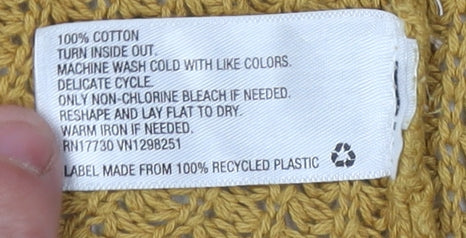 100% COTTON
TURN INSIDE OUT.
MACHINE WASH COLD WITH LIKE COLORS.
DELICATE CYCLE.
ONLY NON-CHLORINE BLEACH IF NEEDED.
RESHAPE AND LAY FLAT TO DRY.
WARM IRON IF NEEDED.
RN17730 VN1298251
LABEL MADE FROM 100% RECYCLED PLASTIC